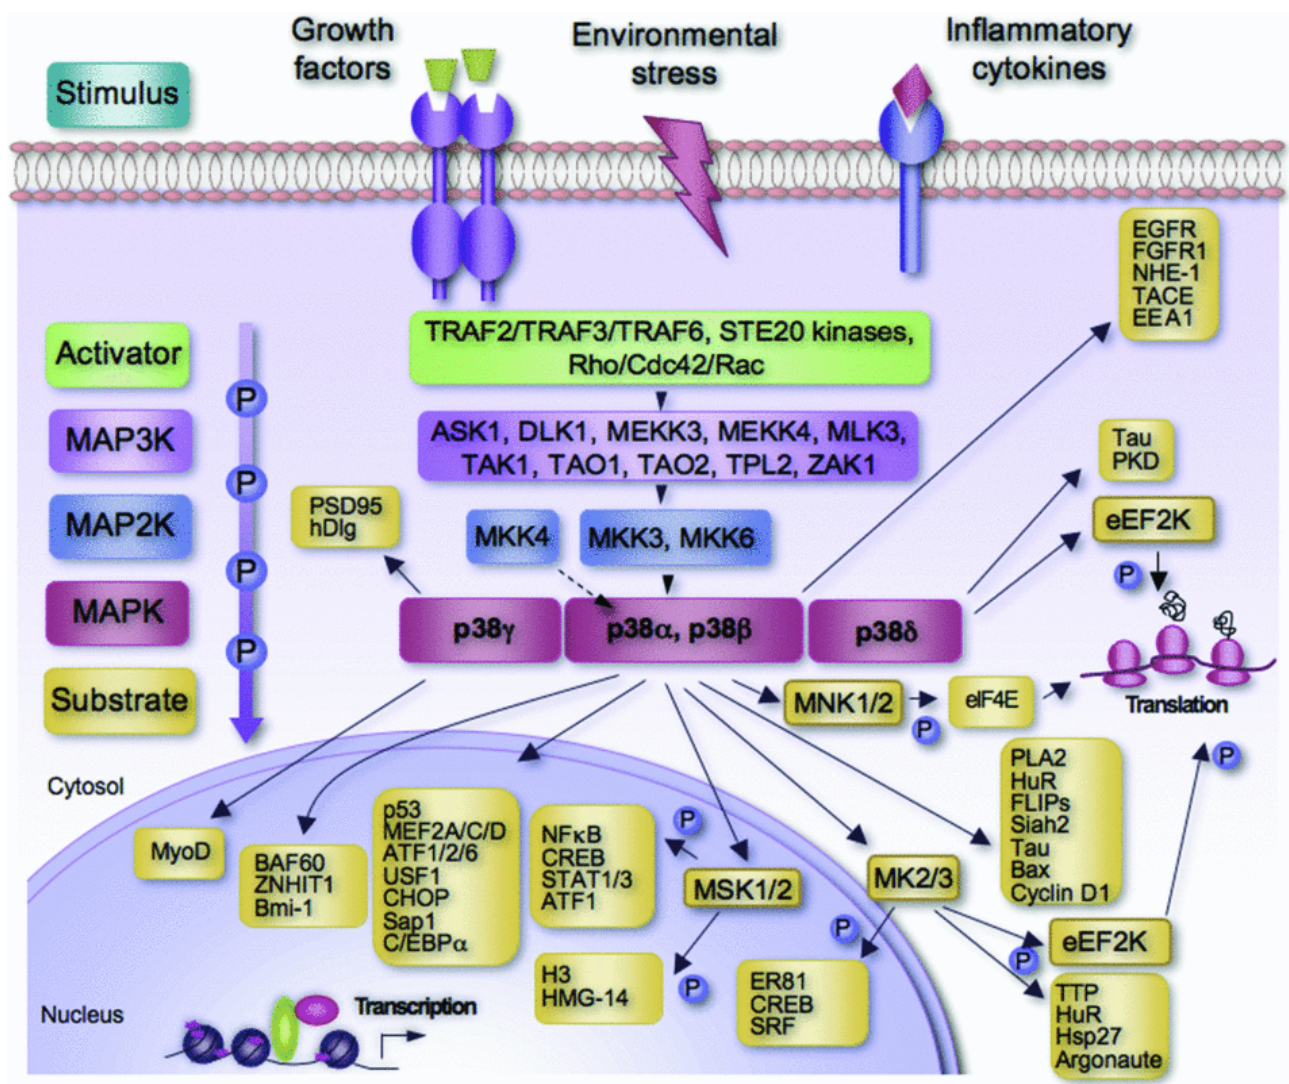 Growth
factors
Environmental
stress
Inflammatory
cytokines
Stimulus
EGFR
FGFR1
NHE-1
TACE
EEA1
Activator
TRAF2/TRAF3/TRAF6, STE20 kinases,
Rho/Cdc42/Rac
P
MAP3K
ASK1, DLK1, MEKK3, MEKK4, MLK3,
TAK1, TAO1, TAO2, TPL2, ZAK1
Tau
PKD
P
MAP2K
PSD95
hDlg
MKK4
MKK3, MKK6
eEF2K
P
P
MAPK
p38γ
p38α, p38β
p38δ
P
Substrate
MNK1/2
P
eIF4E
Translation
P
Cytosol
PLA2
HuR
FLIPs
Siah2
Tau
Bax
Cyclin D1
MyoD
BAF60
ZNHIT1
Bmi-1
p53
MEF2A/C/D
ATF1/2/6
USF1
CHOP
Sap1
C/EBPα
NFκB
CREB
STAT1/3
ATF1
P
MSK1/2
MK2/3
P
P
eEF2K
H3
HMG-14
P
ER81
CREB
SRF
TTP
HuR
Hsp27
Argonaute
Nucleus
Transcription